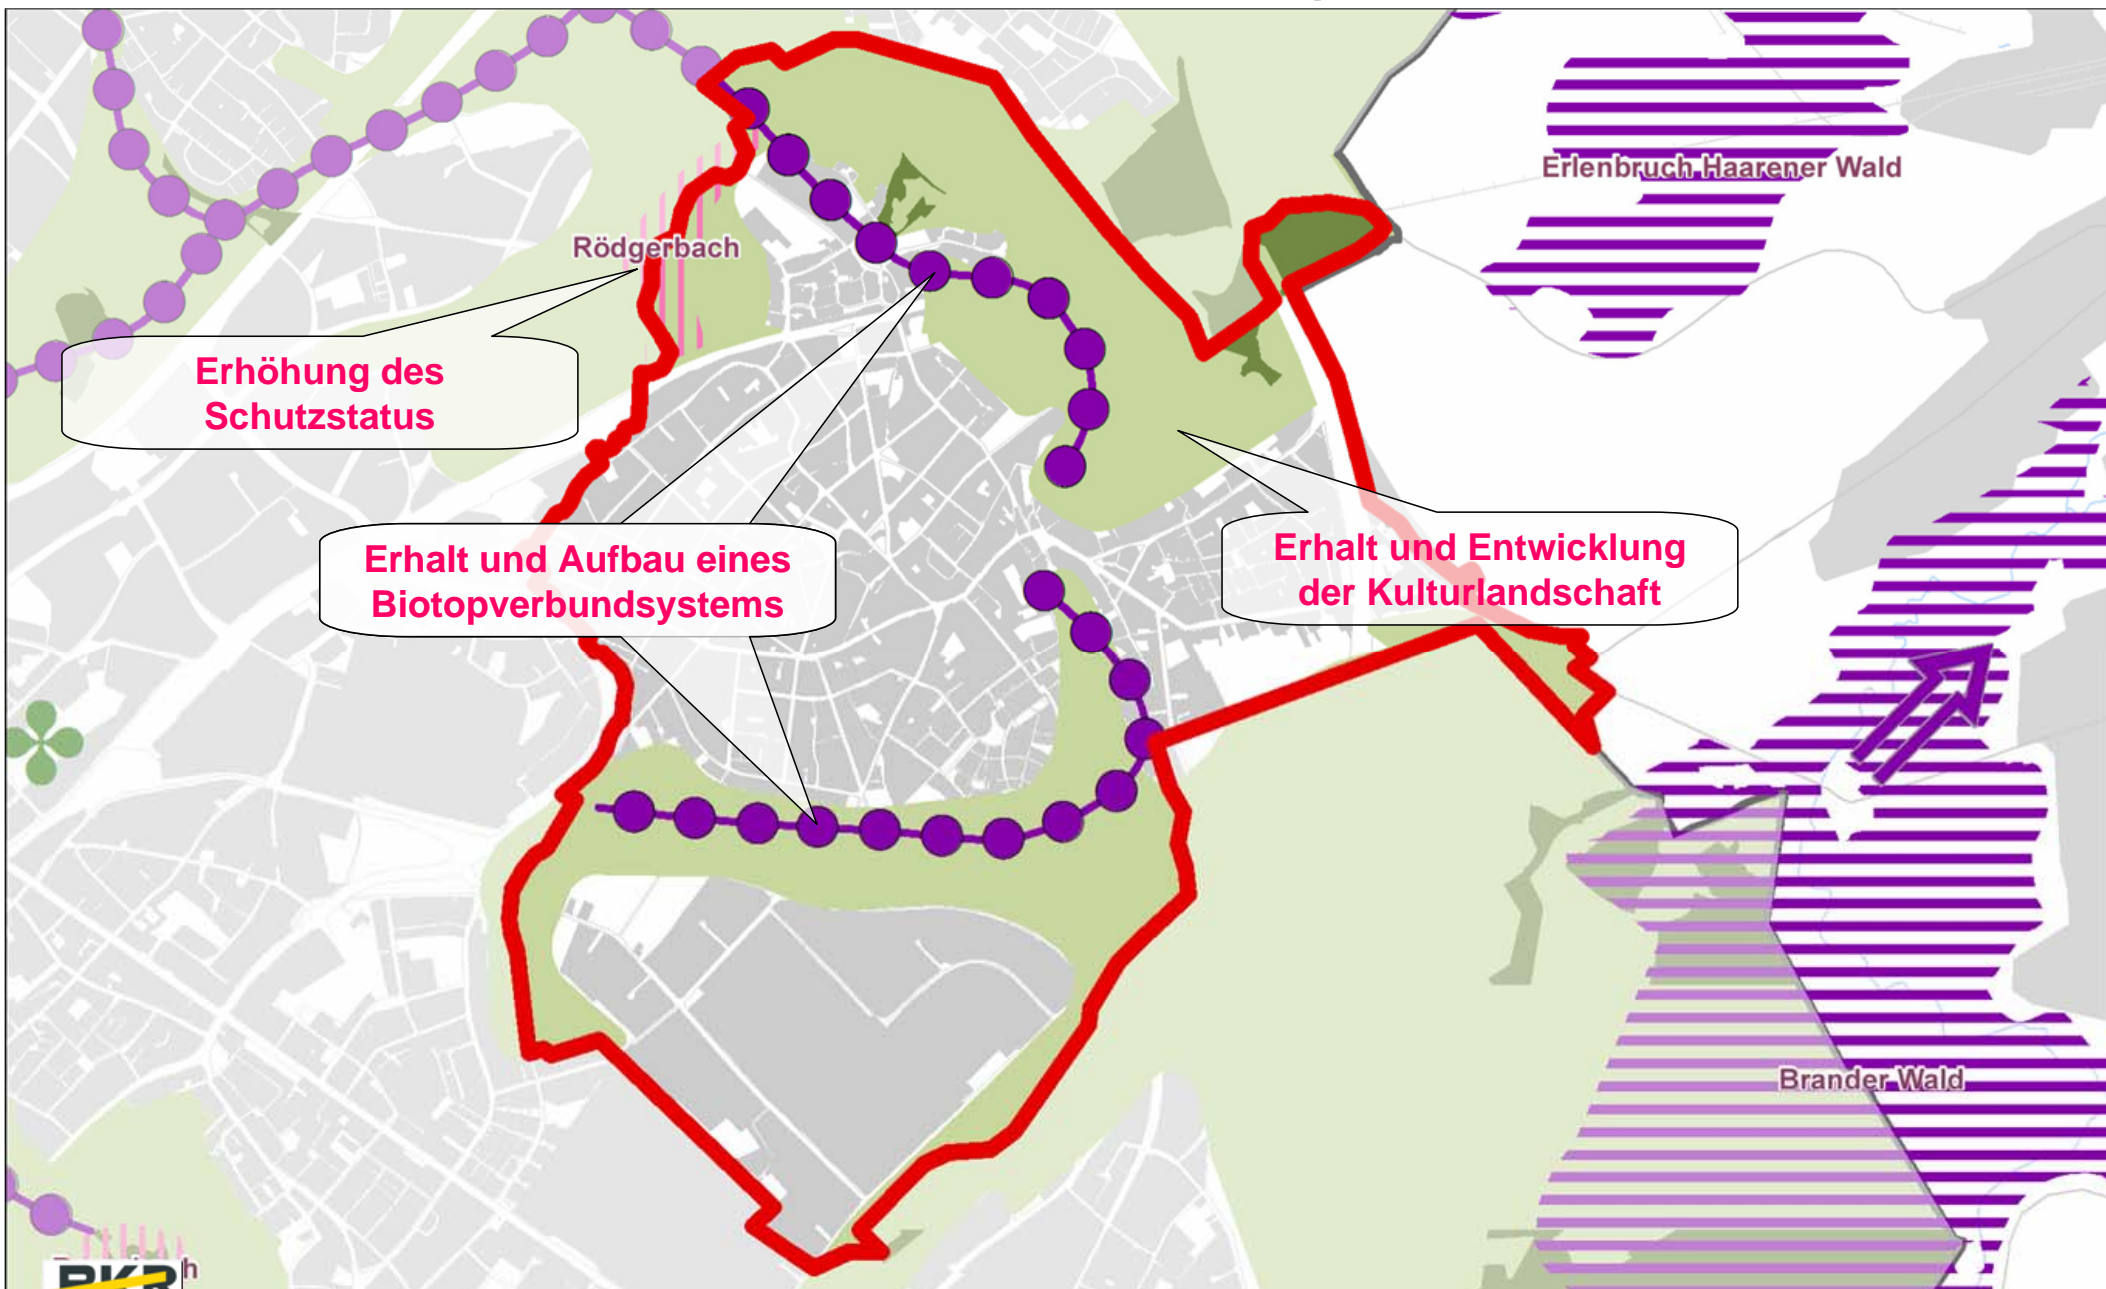 Erlenbruch Haarener Wald
Rödgerbach
Erhöhung des
Schutzstatus
Erhalt und Aufbau eines
Biotopverbundsystems
Erhalt und Entwicklung
der Kulturlandschaft
Brander Wald
BKR